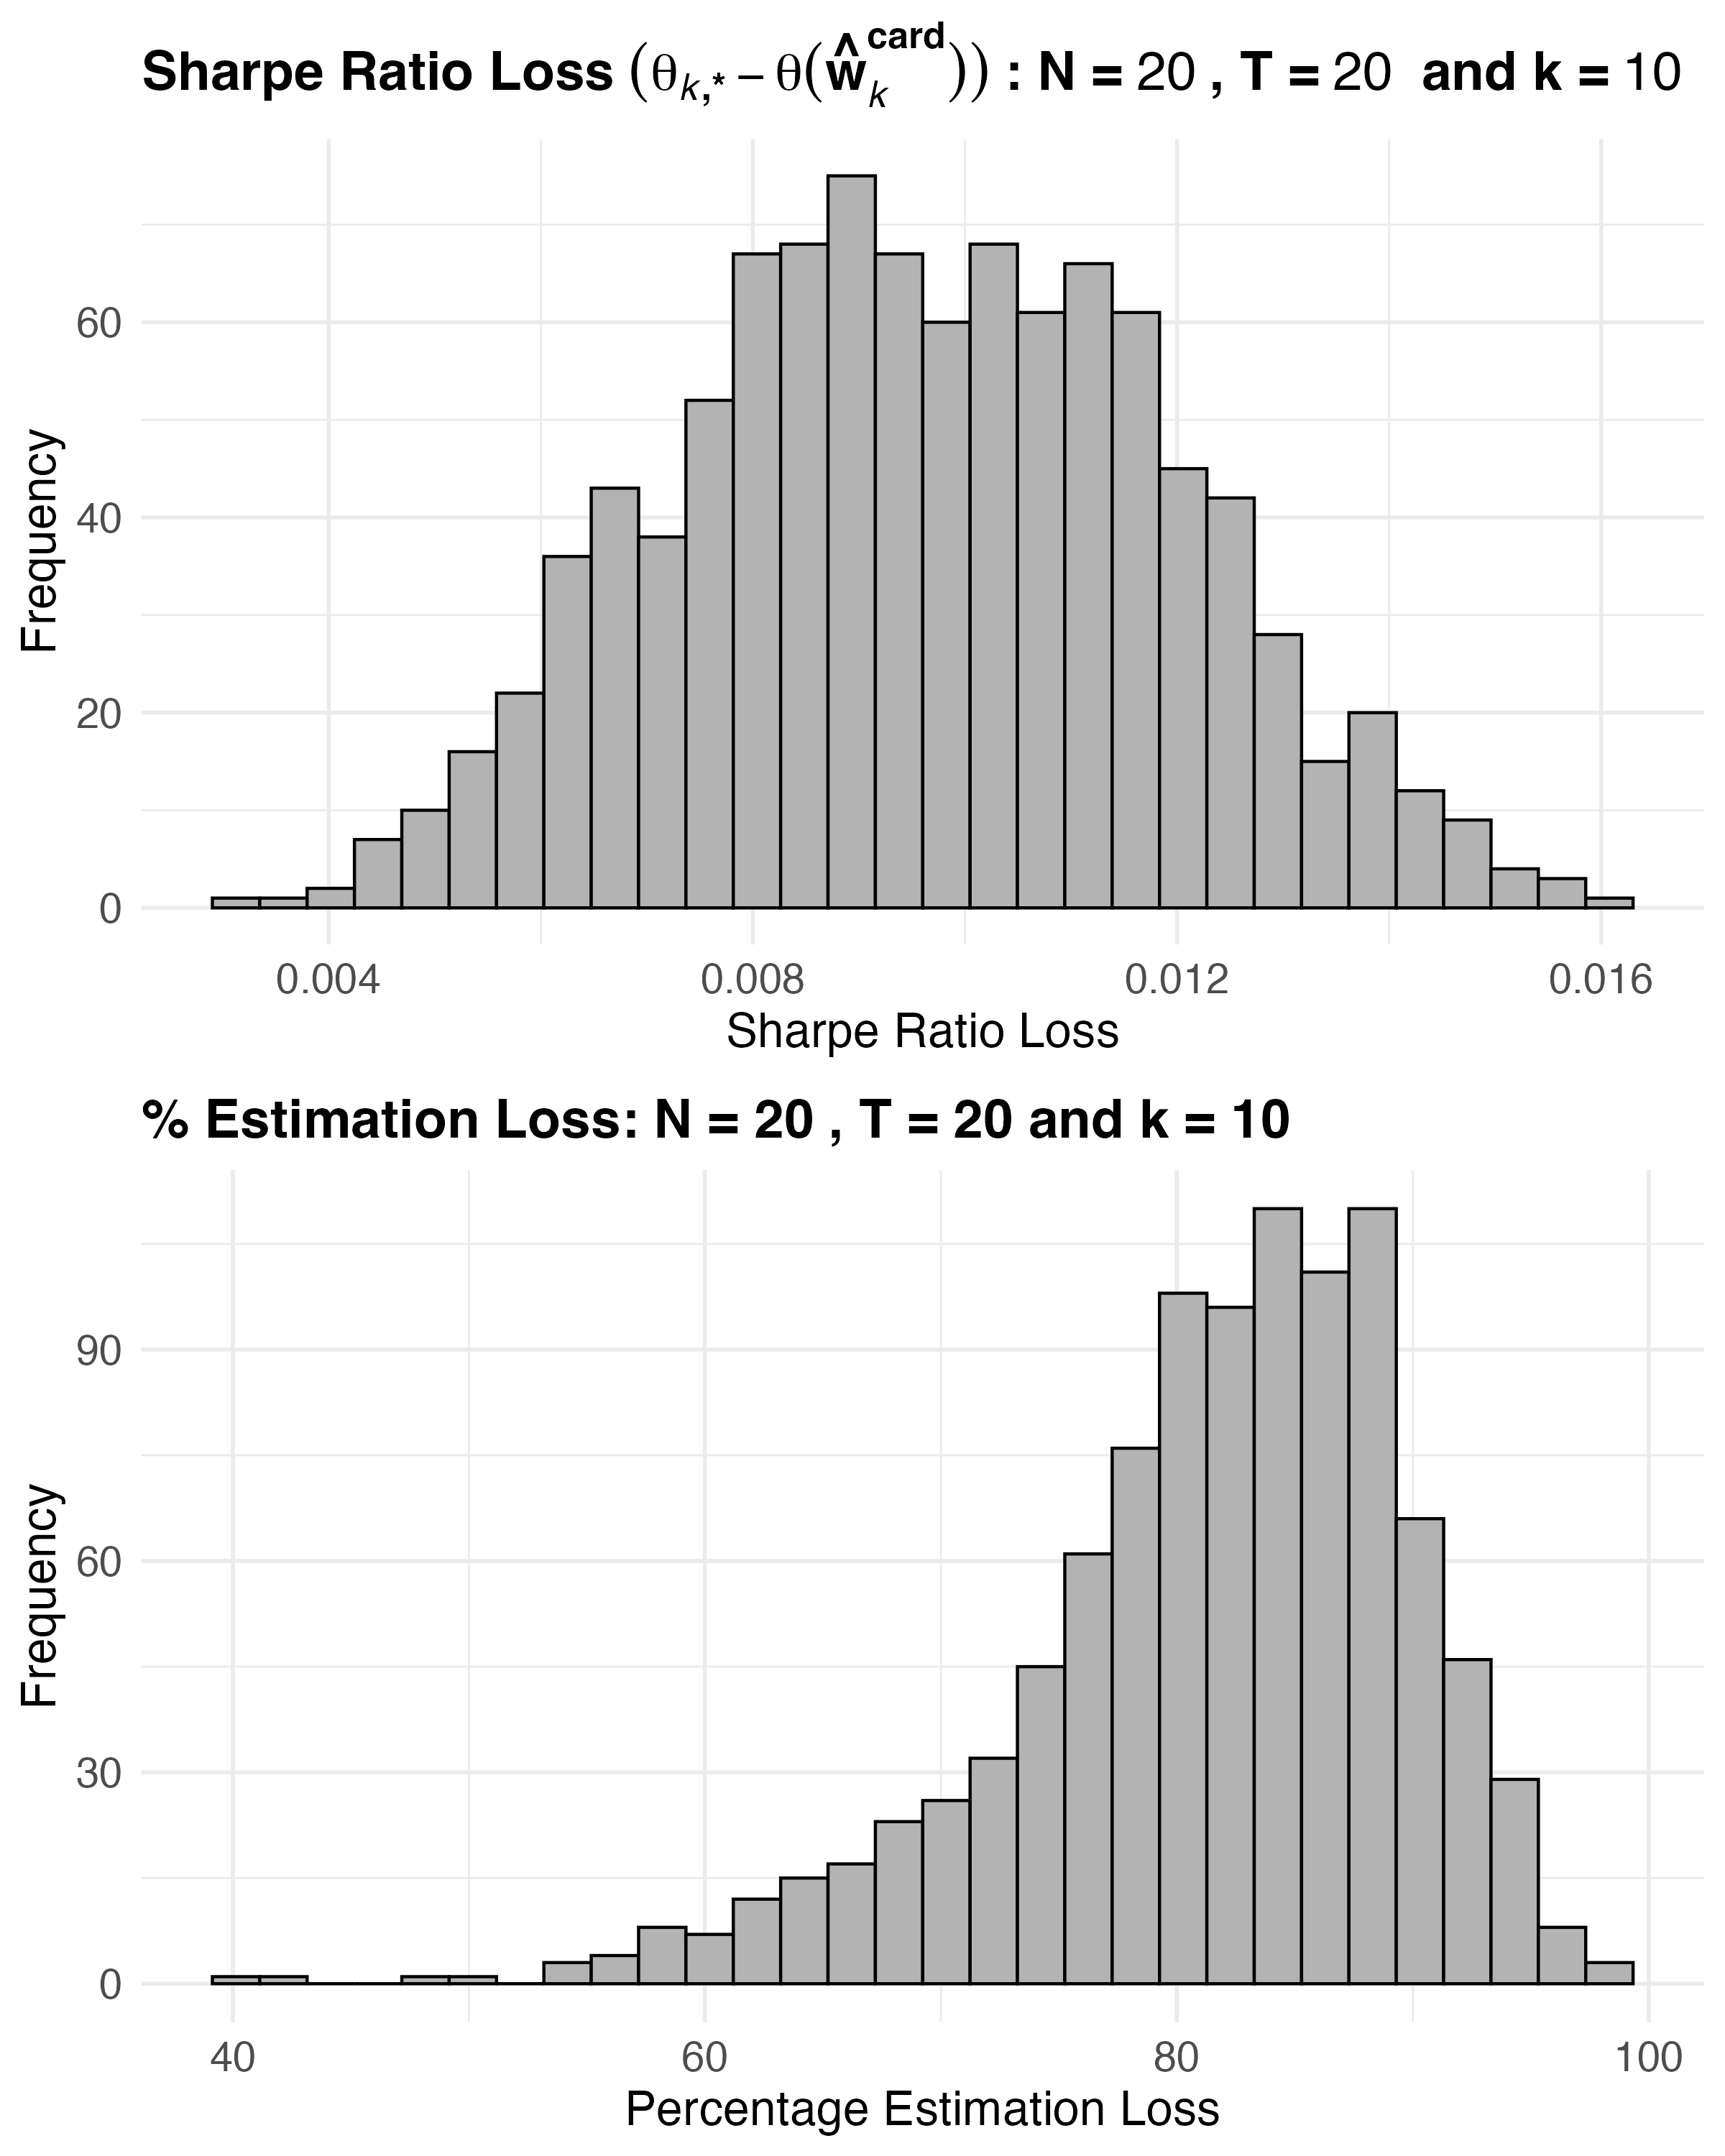 Sharpe Ratio Loss (θk,* − θ(ŵk^card)) : N = 20 , T = 20 and k = 10
Frequency
60
40
20
0
0.004 0.008 0.012 0.016
Sharpe Ratio Loss
% Estimation Loss: N = 20 , T = 20 and k = 10
Frequency
90
60
30
0
40 60 80 100
Percentage Estimation Loss